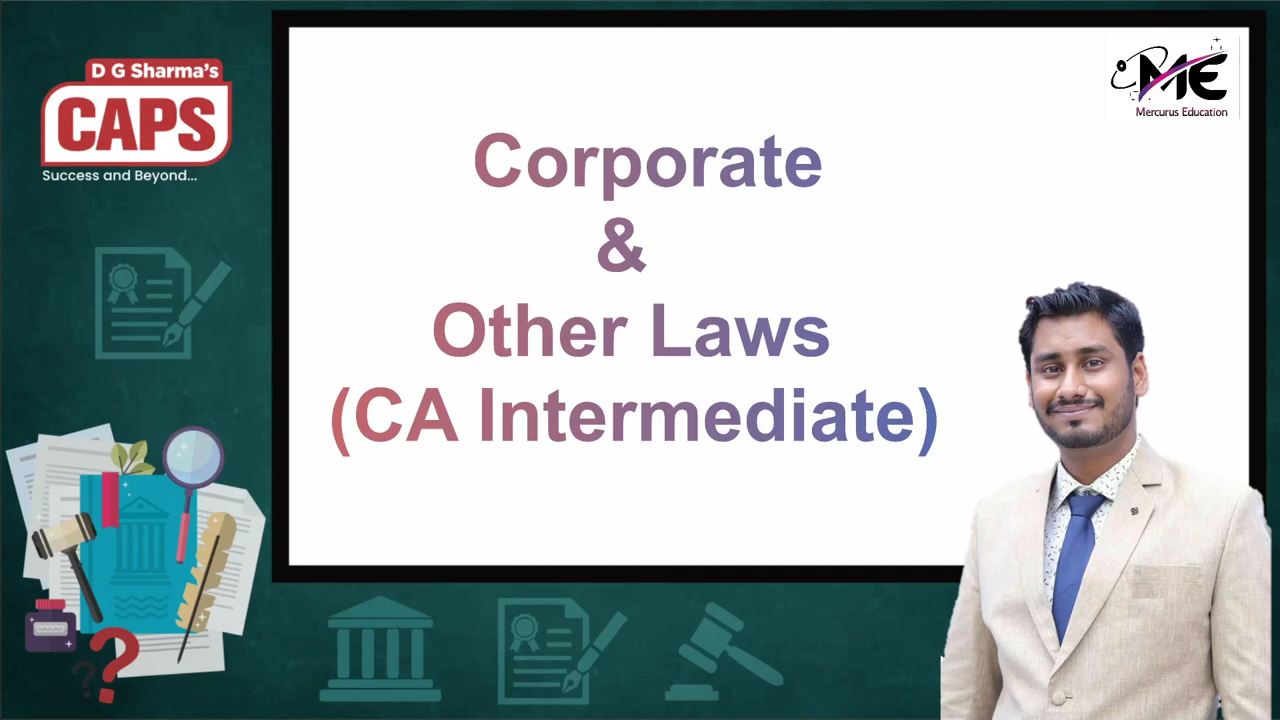 D G Sharma's
CAPS
Success and Beyond...
ME
Mercurus Education
Corporate
&
Other Laws
(CA Intermediate)
?
?